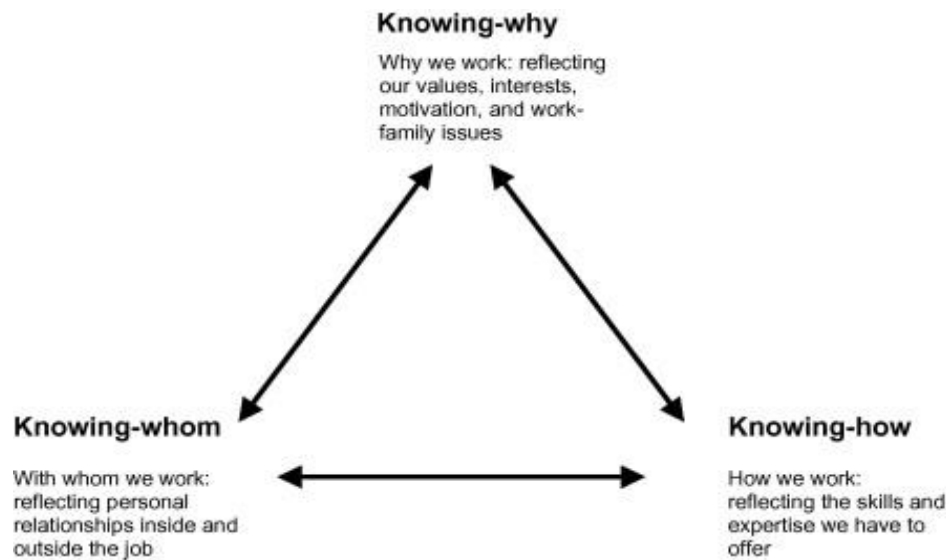 Knowing-why
Why we work: reflecting
our values, interests,
motivation, and work-
family issues
Knowing-whom
With whom we work:
reflecting personal
relationships inside and
outside the job
Knowing-how
How we work:
reflecting the skills and
expertise we have to
offer